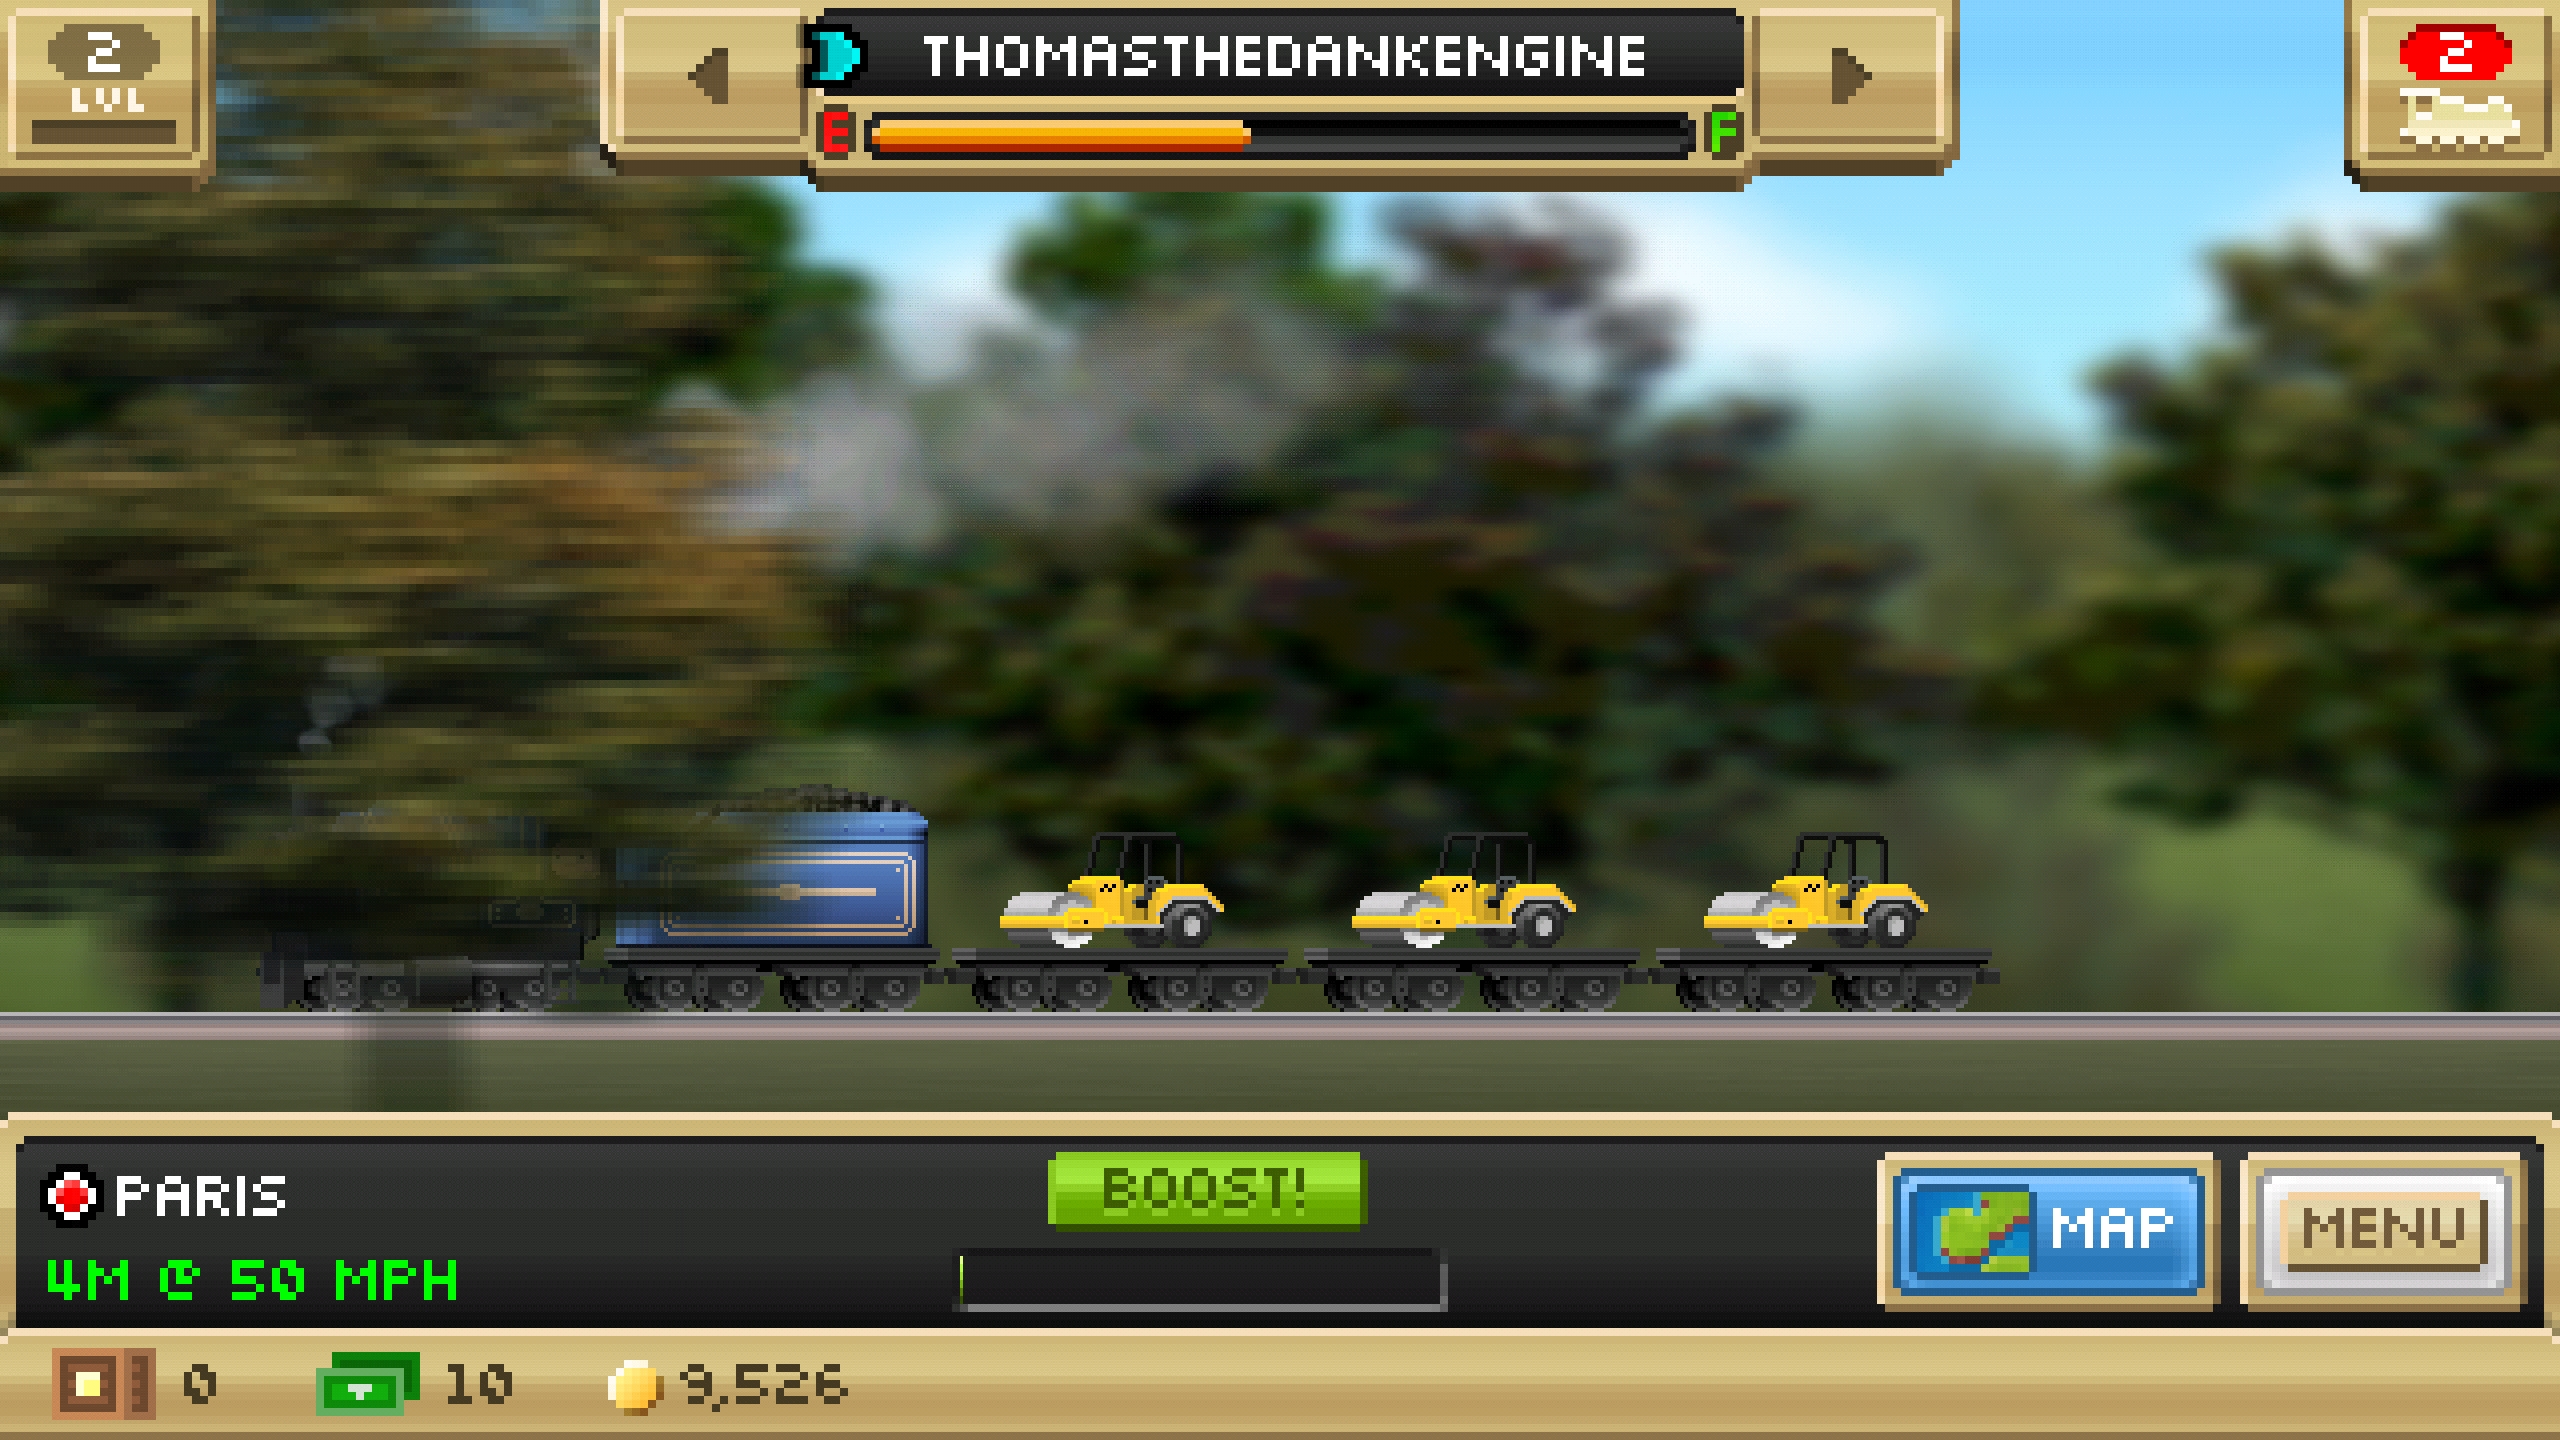 2
LVL
THOMASTHEDANKENGINE
E F
2
PARIS
BOOST!
4M @ 50 MPH
MAP
MENU
0 10 9,526